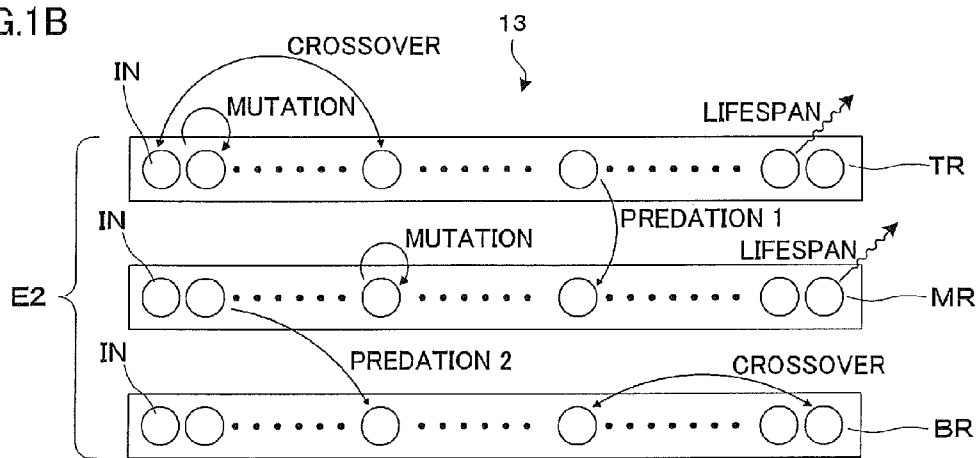 G.1B
13
CROSSOVER
IN
MUTATION
LIFESPAN
TR
IN
PREDATION 1
MUTATION
LIFESPAN
E2
MR
IN
PREDATION 2
CROSSOVER
BR